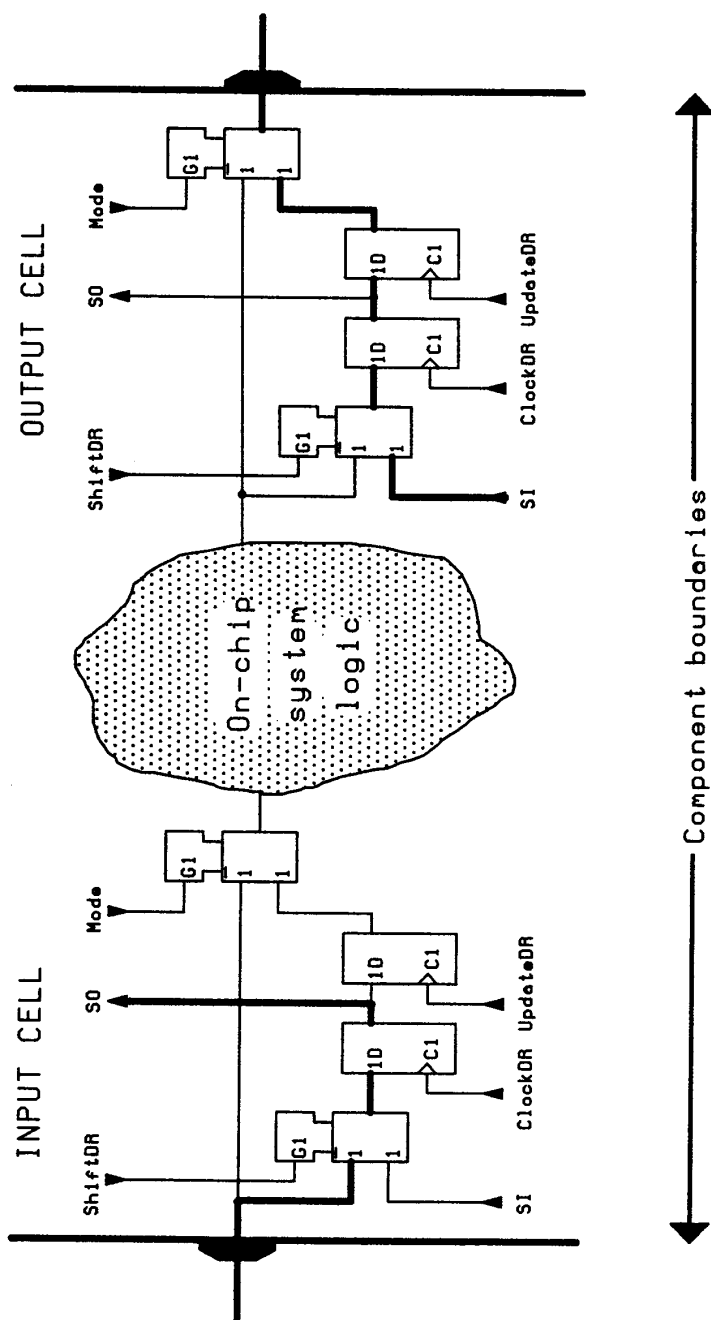 INPUT CELL
OUTPUT CELL
ShiftDR
SO
Mode
ShiftDR
SO
Mode
G1
1
1
G1
1
1
G1
1
1
G1
1
1
1D
C1
1D
C1
1D
C1
1D
C1
On-chip
system
logic
SI
ClockDR
UpdateDR
SI
ClockDR
UpdateDR
Component boundaries